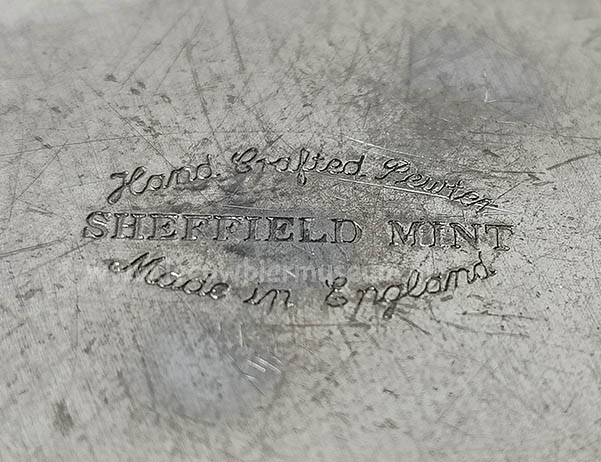 Hand Crafted Pewter
SHEFFIELD MINT
Made in England